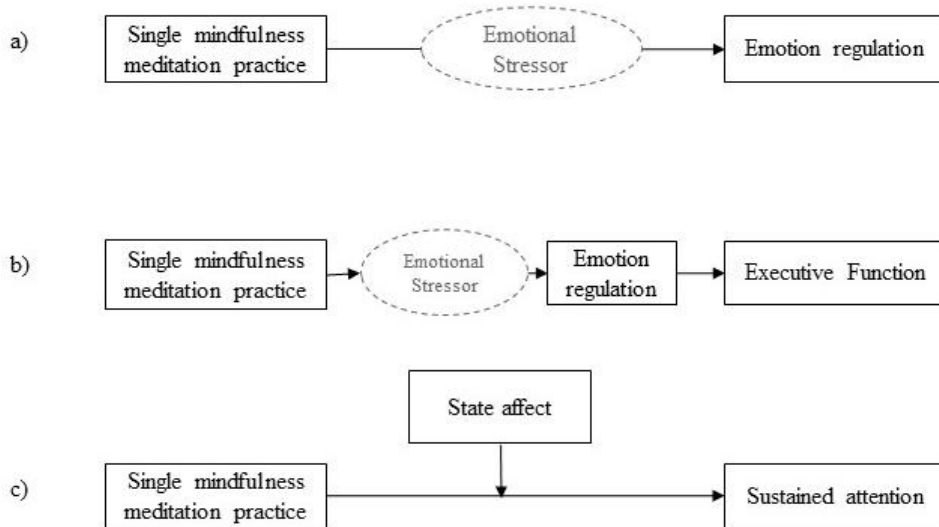 a)
Single mindfulness
meditation practice
Emotional
Stressor
Emotion regulation
b)
Single mindfulness
meditation practice
Emotional
Stressor
Emotion
regulation
Executive Function
State affect
c)
Single mindfulness
meditation practice
Sustained attention